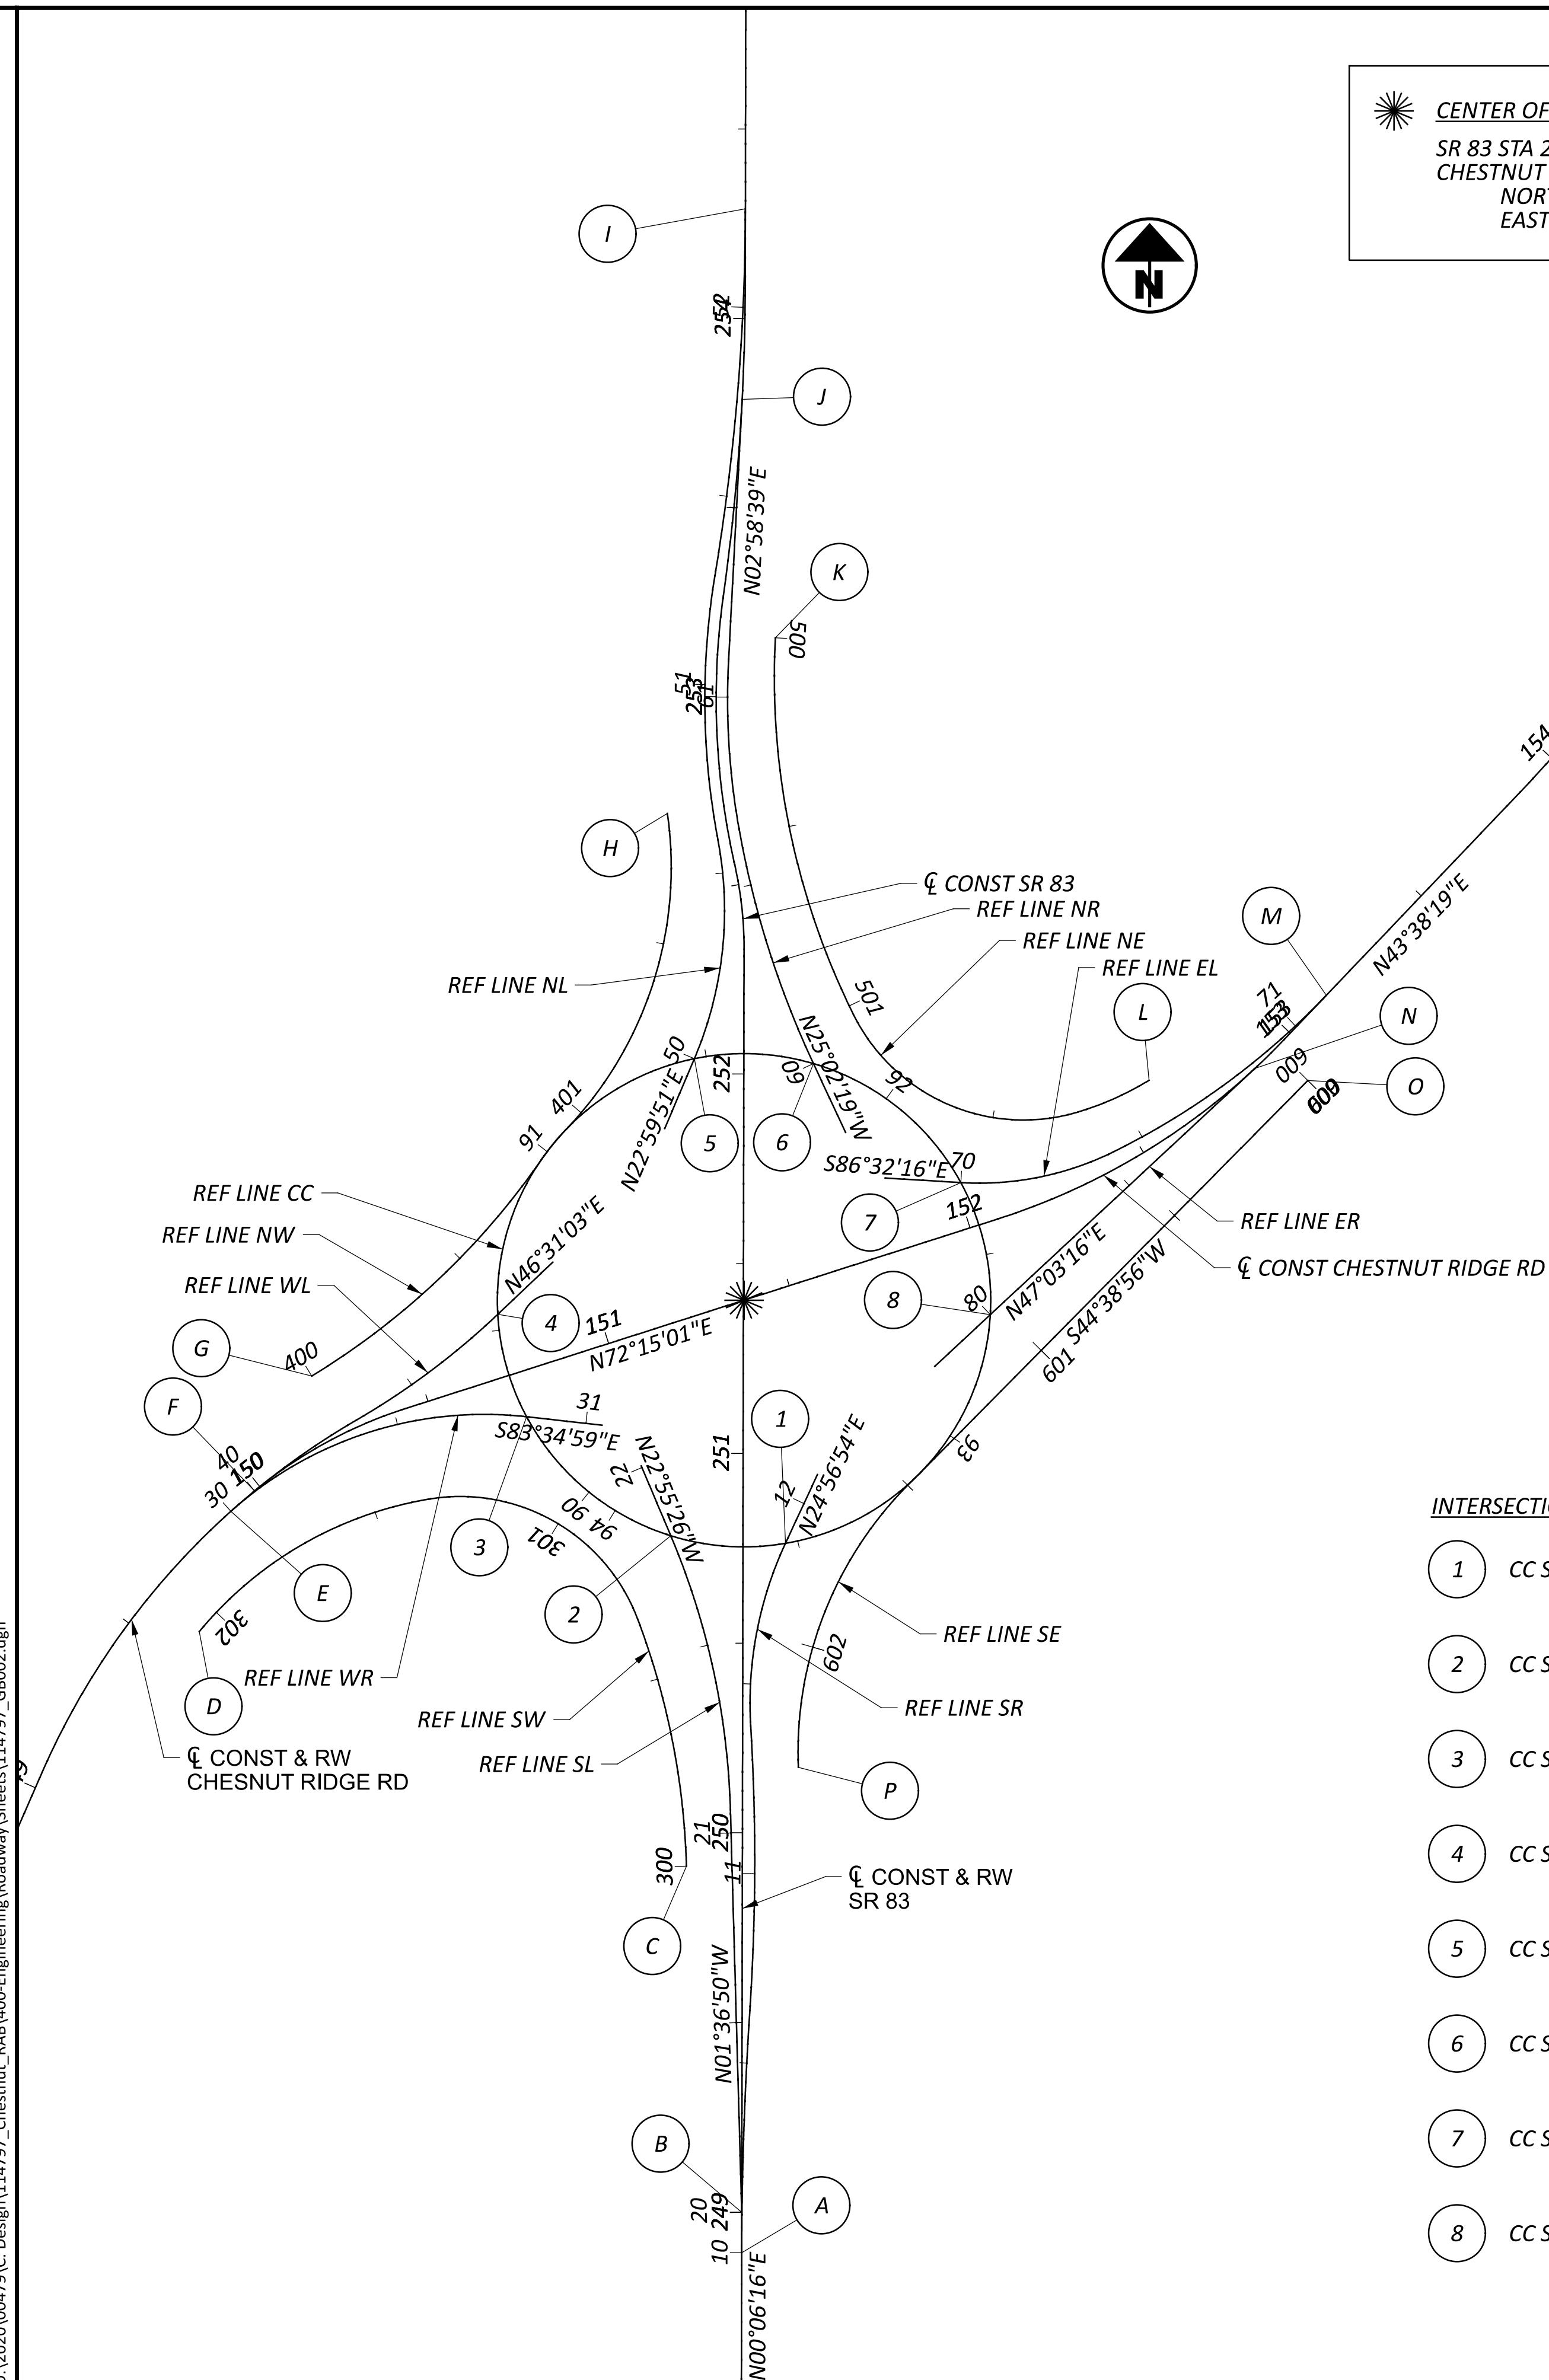 CENTER OF
SR 83 STA 2
CHESTNUT
NORT
EAST
N
I
254
52
J
N02°58'39"E
K
500
51
253
61
154
H
℄ CONST SR 83
REF LINE NR
REF LINE NE
REF LINE EL
M
N43°38'19"E
REF LINE NL
501
L
71
153
N
50
252
N25°02'19"W
60
92
600
O
600
401
91
N22°59'51"E
5
6
S86°32'16"E
70
REF LINE CC
REF LINE NW
REF LINE WL
N46°31'03"E
7
152
REF LINE ER
℄ CONST CHESTNUT RIDGE RD
N47°03'16"E
S44°38'56"W
8
80
4
151
N72°15'01"E
G
400
601
F
31
S83°34'59"E
1
40
150
30
N22°55'26"W
22
251
12
N24°56'54"E
93
3
90
94
301
2
E
302
D
REF LINE WR
REF LINE SE
602
REF LINE SW
REF LINE SR
REF LINE SL
℄ CONST & RW
CHESNUT RIDGE RD
P
21
250
300
11
℄ CONST & RW
SR 83
C
N01°36'50"W
B
A
20
249
10
N00°06'16"E
INTERSECTIO
1 CC S
2 CC S
3 CC S
4 CC S
5 CC S
6 CC S
7 CC S
8 CC S